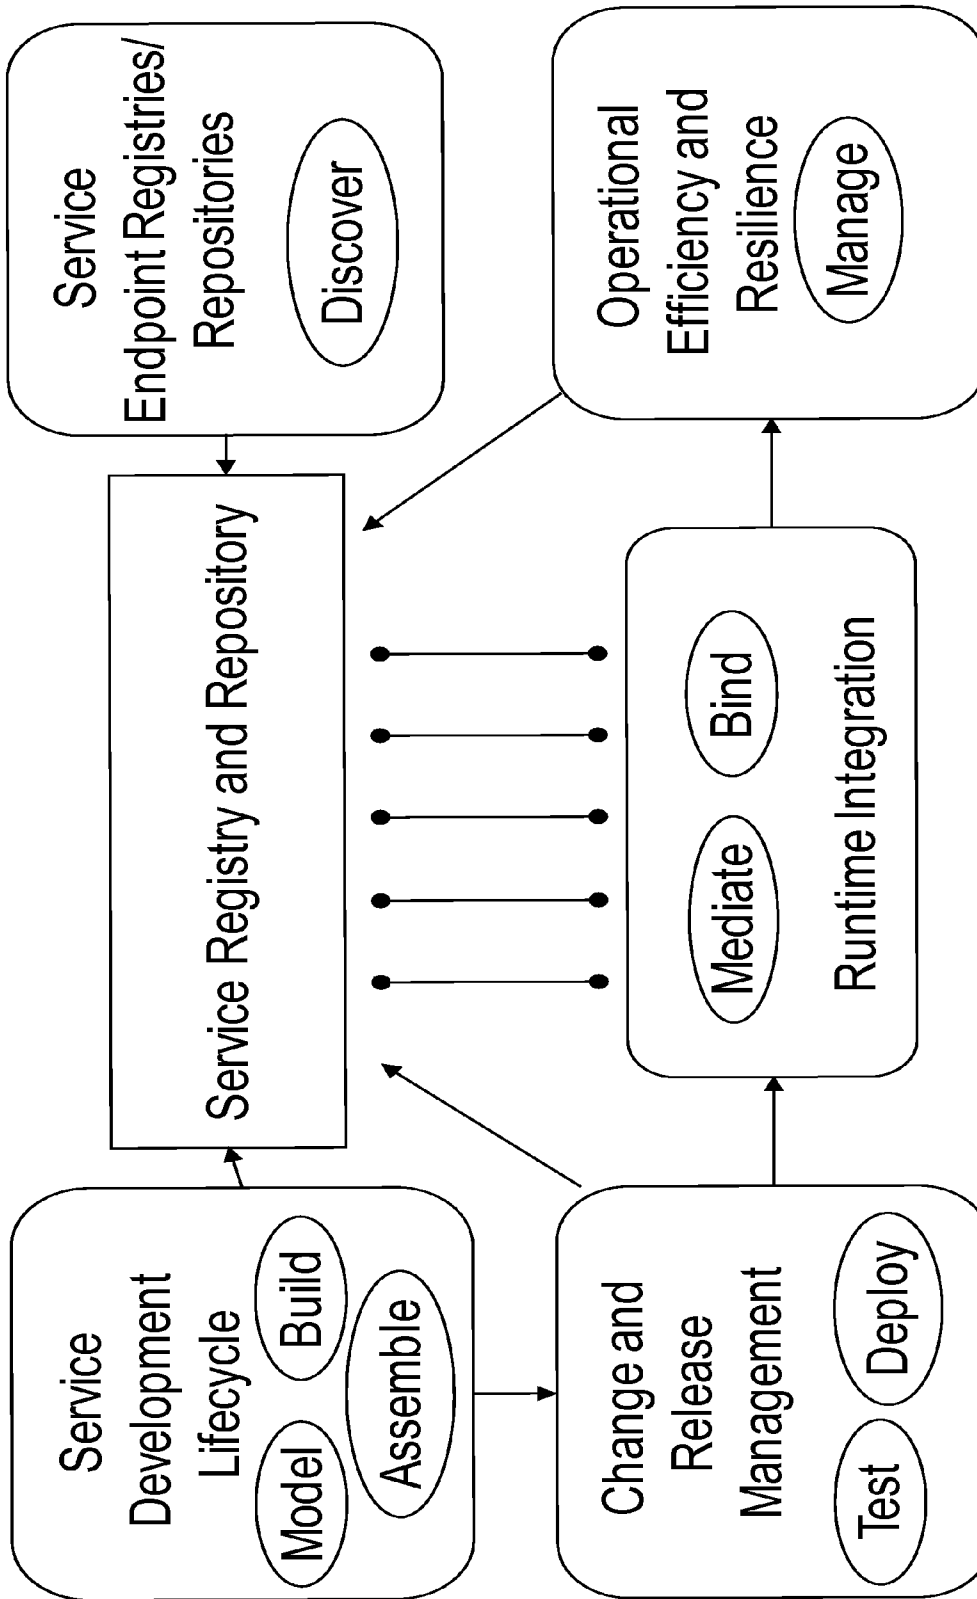 Service
Development
Lifecycle
Model
Build
Assemble
Service Registry and Repository
Service
Endpoint Registries/
Repositories
Discover
Change and
Release
Management
Test
Deploy
Mediate
Bind
Runtime Integration
Operational
Efficiency and
Resilience
Manage